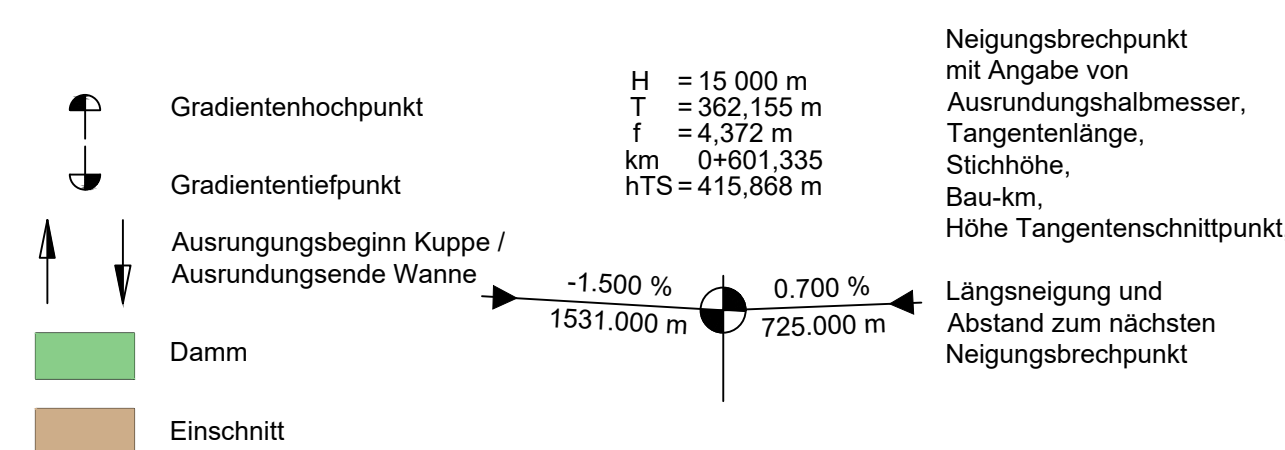 Gradientenhochpunkt
Gradiententiefpunkt
Ausrungungsbeginn Kuppe /
Ausrundungsende Wanne
Damm
Einschnitt
H = 15 000 m
T = 362,155 m
f = 4,372 m
km 0+601,335
hTS = 415,868 m
-1.500 %
1531.000 m
0.700 %
725.000 m
Neigungsbrechpunkt
mit Angabe von
Ausrundungshalbmesser,
Tangentenlänge,
Stichhöhe,
Bau-km,
Höhe Tangentenschnittpunkt
Längsneigung und
Abstand zum nächsten
Neigungsbrechpunkt